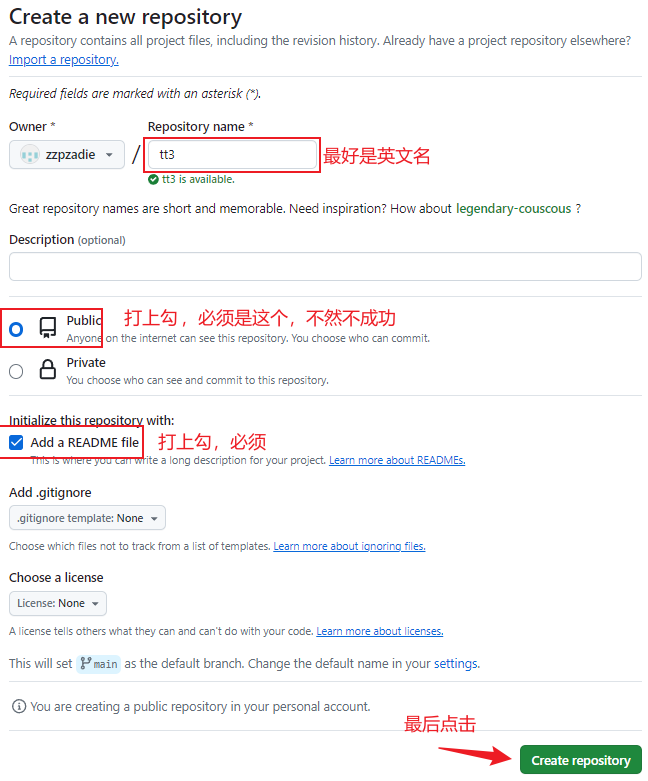 Create a new repository
A repository contains all project files, including the revision history. Already have a project repository elsewhere?
Import a repository.
Required fields are marked with an asterisk (*).
Owner * Repository name *
zzpzadie / tt3 最好是英文名
tt3 is available.
Great repository names are short and memorable. Need inspiration? How about legendary-couscous ?
Description (optional)
Public 打上勾，必须是这个，不然不成功
Anyone on the internet can see this repository. You choose who can commit.
Private
You choose who can see and commit to this repository.
Initialize this repository with:
Add a README file 打上勾，必须
This is where you can write a long description for your project. Learn more about READMEs.
Add .gitignore
.gitignore template: None
Choose which files not to track from a list of templates. Learn more about ignoring files.
Choose a license
License: None
A license tells others what they can and can't do with your code. Learn more about licenses.
This will set main as the default branch. Change the default name in your settings.
You are creating a public repository in your personal account.
最后点击
Create repository